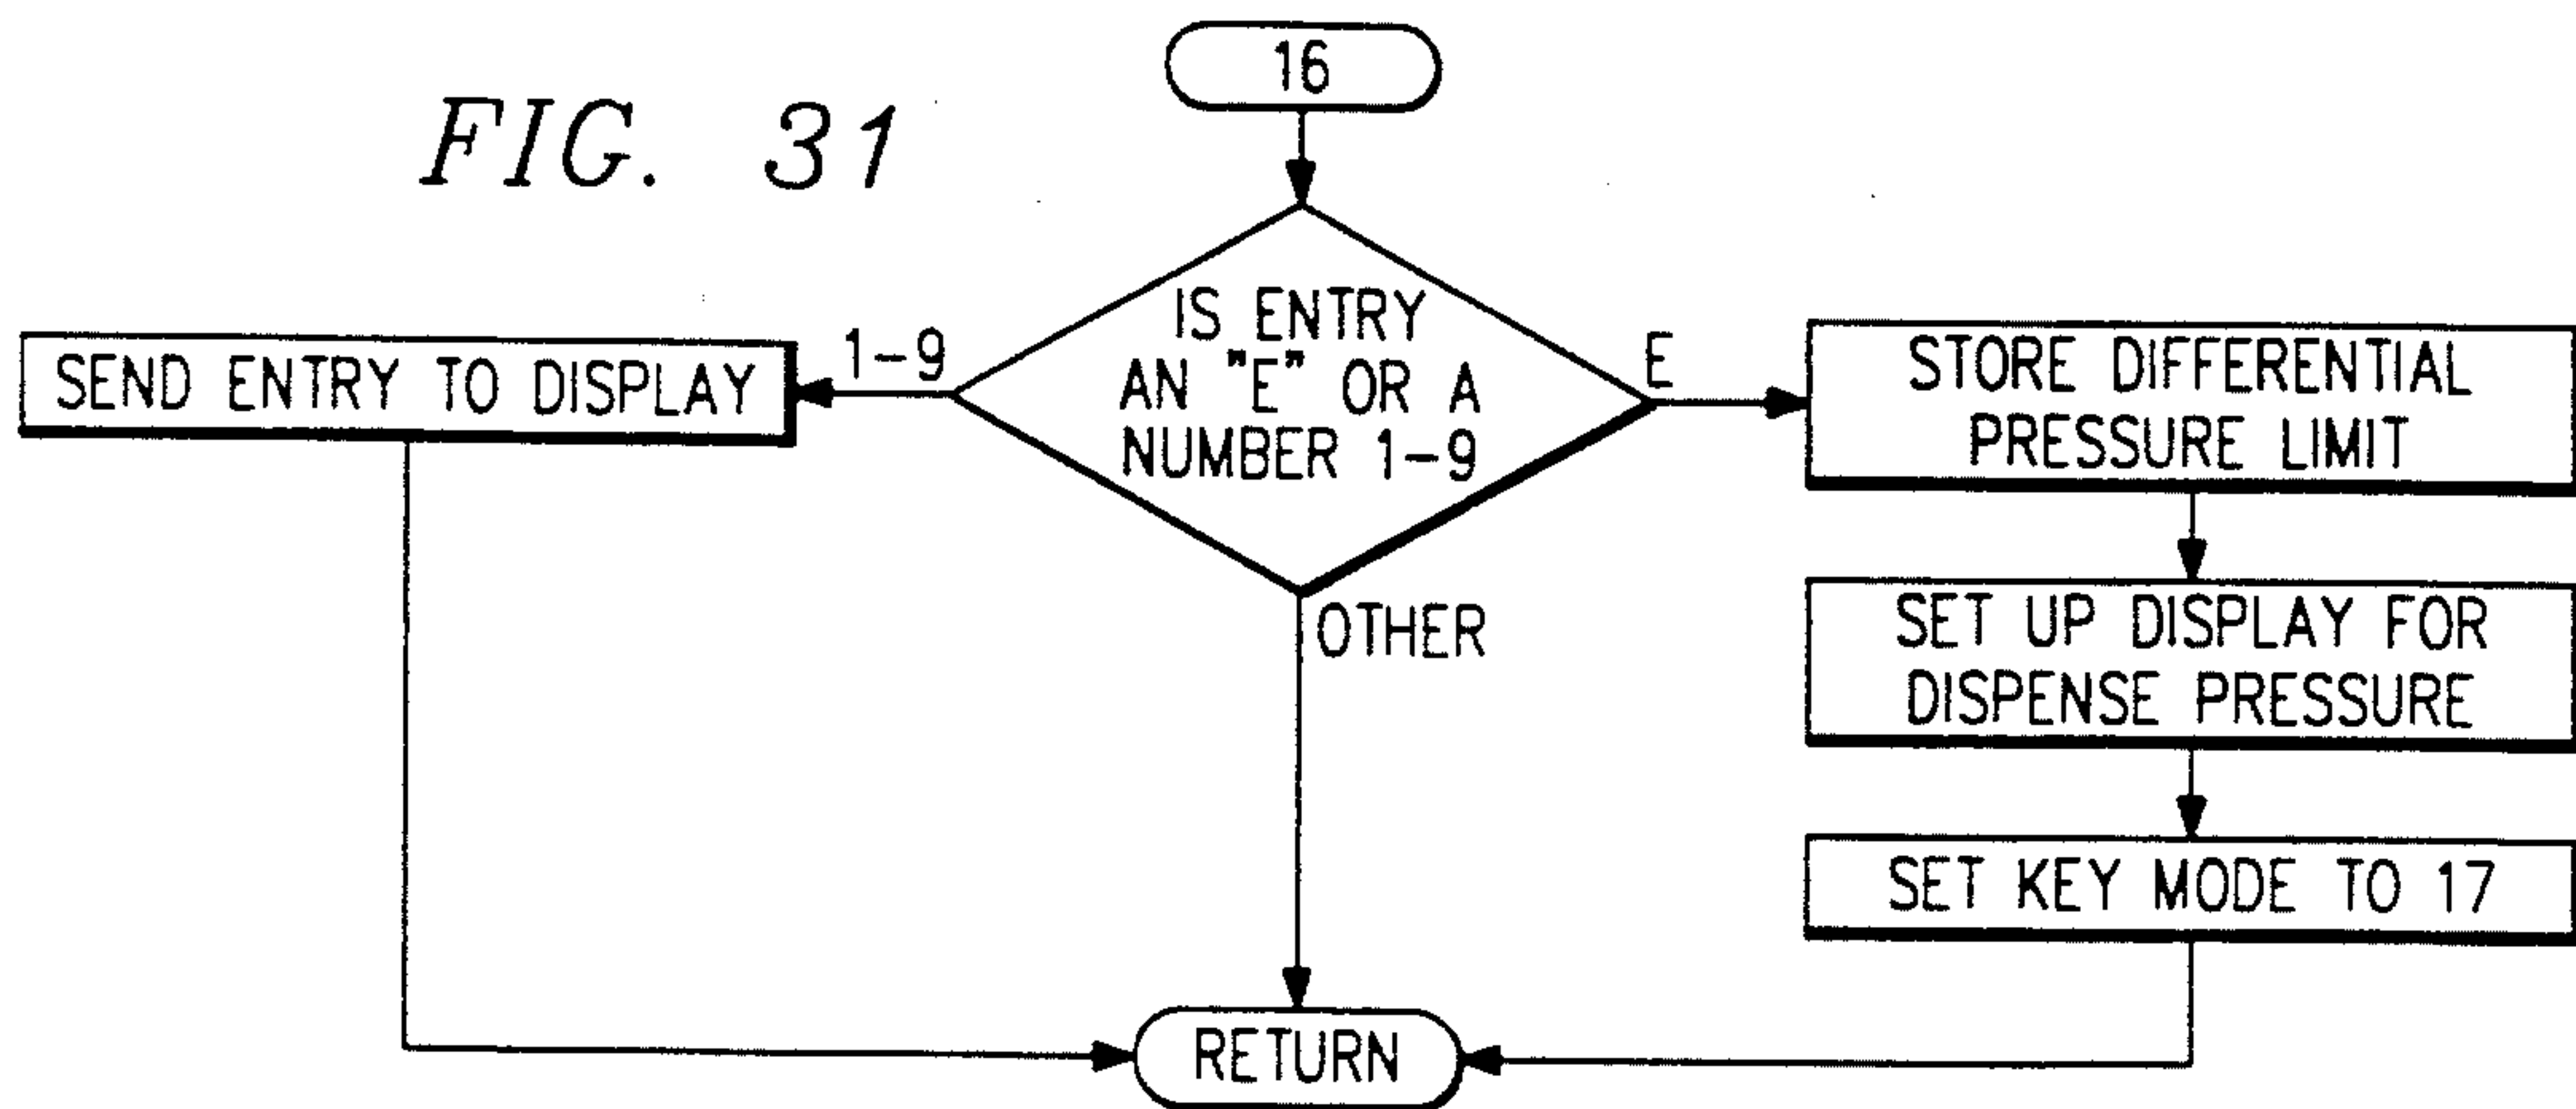 16
FIG. 31
IS ENTRY
AN "E" OR A
NUMBER 1-9
1-9
E
OTHER
SEND ENTRY TO DISPLAY
STORE DIFFERENTIAL
PRESSURE LIMIT
SET UP DISPLAY FOR
DISPENSE PRESSURE
SET KEY MODE TO 17
RETURN